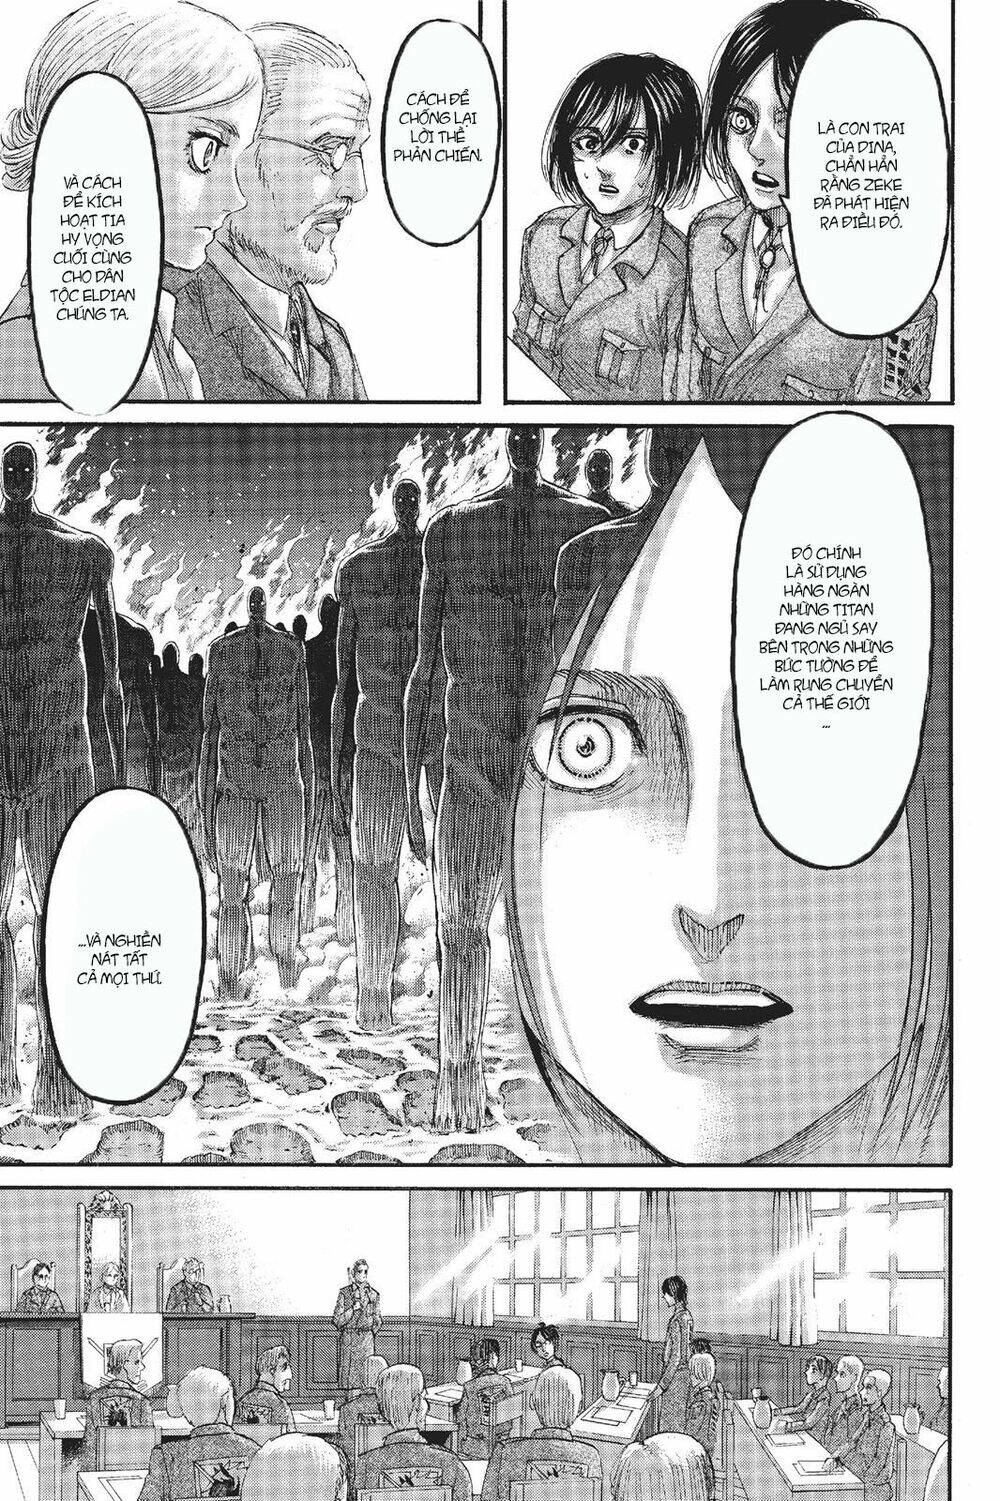 LÀ CON TRAI
CỦA DINA,
CHẮN HẲN
RẰNG ZEKE
ĐÃ PHÁT HIỆN
RA ĐIỀU ĐÓ.
CÁCH ĐỂ
CHỐNG LẠI
LỜI THỀ
PHẢN CHIẾN.
VÀ CÁCH
ĐỂ KÍCH
HOẠT TIA
HY VỌNG
CUỐI CÙNG
CHO DÂN
TỘC ELDIAN
CHÚNG TA.
ĐÓ CHÍNH
LÀ SỬ DỤNG
HÀNG NGÀN
NHỮNG TITAN
ĐANG NGỦ SAY
BÊN TRONG NHỮNG
BỨC TƯỜNG ĐỂ
LÀM RUNG CHUYỂN
CẢ THẾ GIỚI
...
...VÀ NGHIỀN
NÁT TẤT
CẢ MỌI THỨ.